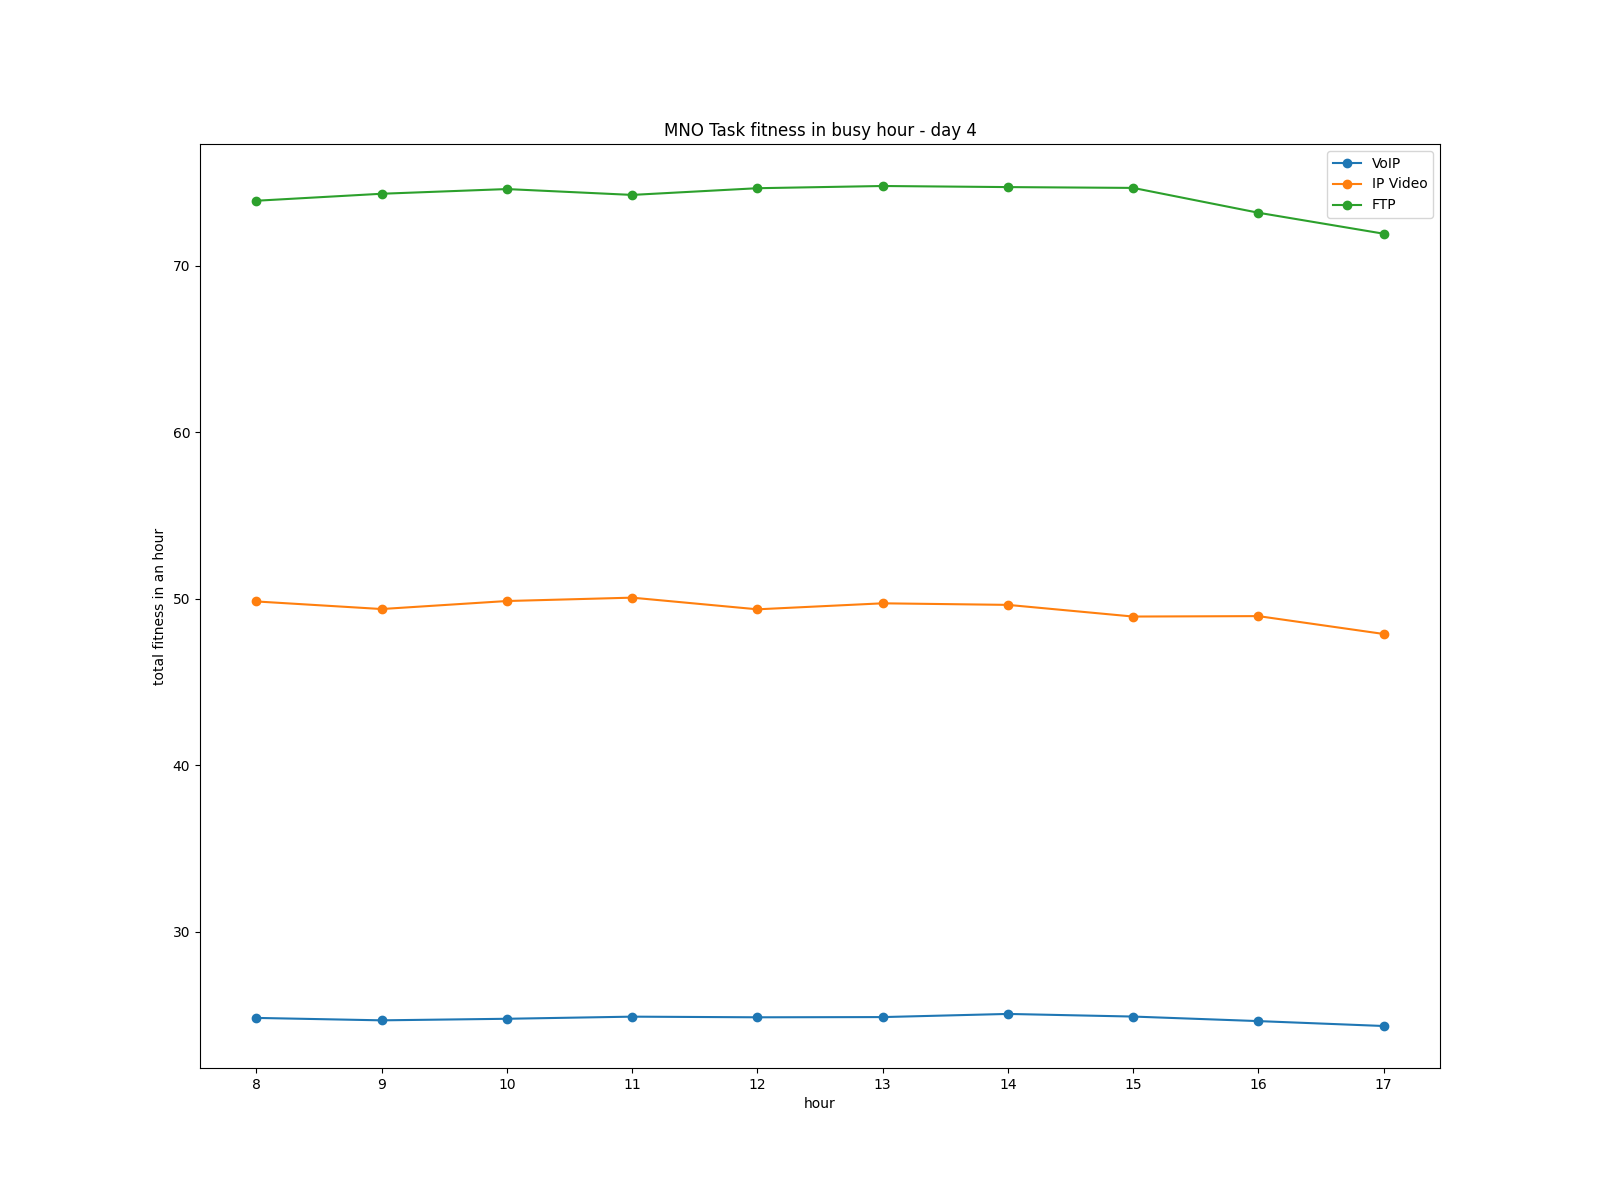 MNO Task fitness in busy hour - day 4
VoIP
IP Video
FTP
70
60
50
40
30
total fitness in an hour
8 9 10 11 12 13 14 15 16 17
hour